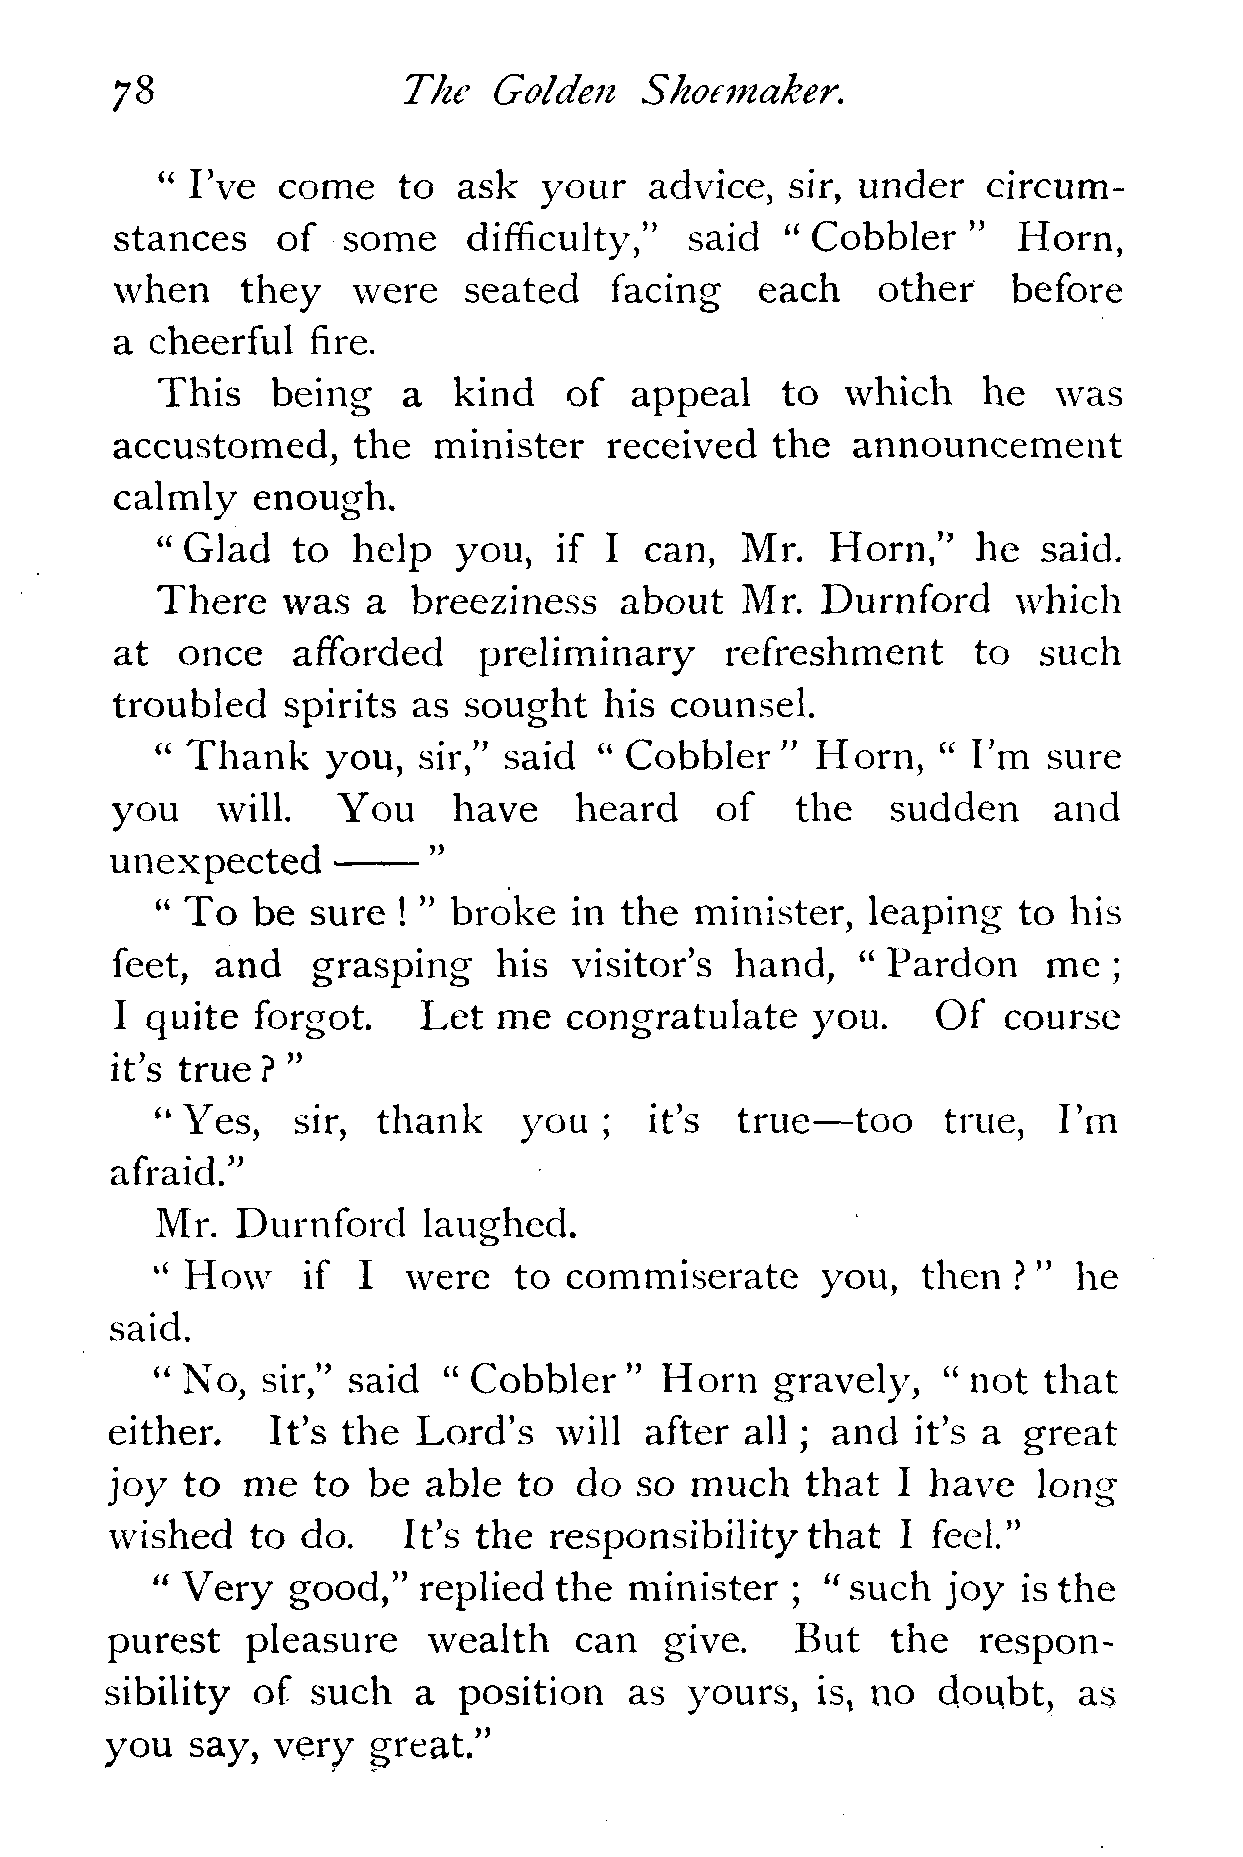 78 The Golden Shoemaker.
“ I’ve come to ask your advice, sir, under circum-
stances of some difficulty,” said “ Cobbler ” Horn,
when they were seated facing each other before
a cheerful fire.
This being a kind of appeal to which he was
accustomed, the minister received the announcement
calmly enough.
“ Glad to help you, if I can, Mr. Horn,” he said.
There was a breeziness about Mr. Durnford which
at once afforded preliminary refreshment to such
troubled spirits as sought his counsel.
“ Thank you, sir,” said “ Cobbler ” Horn, “ I’m sure
you will. You have heard of the sudden and
unexpected —— ”
“ To be sure ! ” broke in the minister, leaping to his
feet, and grasping his visitor’s hand, “ Pardon me ;
I quite forgot. Let me congratulate you. Of course
it’s true ? ”
“ Yes, sir, thank you ; it’s true—too true, I’m
afraid.”
Mr. Durnford laughed.
“ How if I were to commiserate you, then ? ” he
said.
“ No, sir,” said “ Cobbler ” Horn gravely, “ not that
either. It’s the Lord’s will after all ; and it’s a great
joy to me to be able to do so much that I have long
wished to do. It’s the responsibility that I feel.”
“ Very good,” replied the minister ; “ such joy is the
purest pleasure wealth can give. But the respon-
sibility of such a position as yours, is, no doubt, as
you say, very great.”